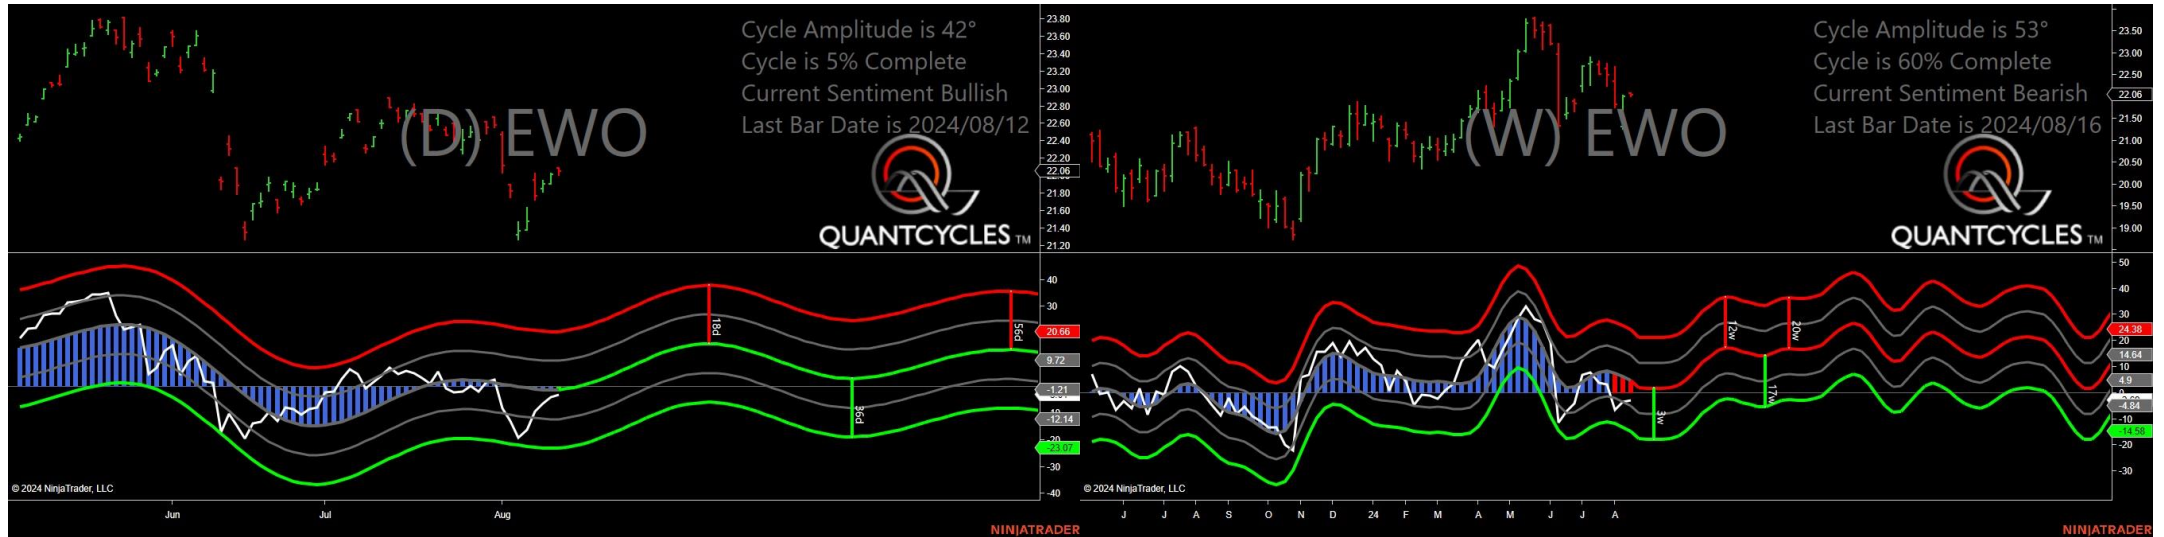 Cycle Amplitude is 42°
Cycle is 5% Complete
Current Sentiment Bullish
Last Bar Date is 2024/08/12
(D) EWO
QUANTCYCLES TM
23.80
23.60
23.40
23.20
23.00
22.80
22.60
22.40
22.20
22.06
21.80
21.60
21.40
21.20
40
30
20.66
9.72
-1.21
-12.14
-20
-23.07
-30
-40
18d
36d
56d
© 2024 NinjaTrader, LLC
Jun
Jul
Aug
NINJATRADER
Cycle Amplitude is 53°
Cycle is 60% Complete
Current Sentiment Bearish
Last Bar Date is 2024/08/16
(W) EWO
QUANTCYCLES TM
23.50
23.00
22.50
22.06
21.50
21.00
20.50
20.00
19.50
19.00
50
40
30
24.38
20
14.64
10
4.9
0
-4.84
-10
-14.58
-20
-30
3w
12w
17w
20w
© 2024 NinjaTrader, LLC
J
J
A
S
O
N
D
24
F
M
A
M
J
J
A
NINJATRADER